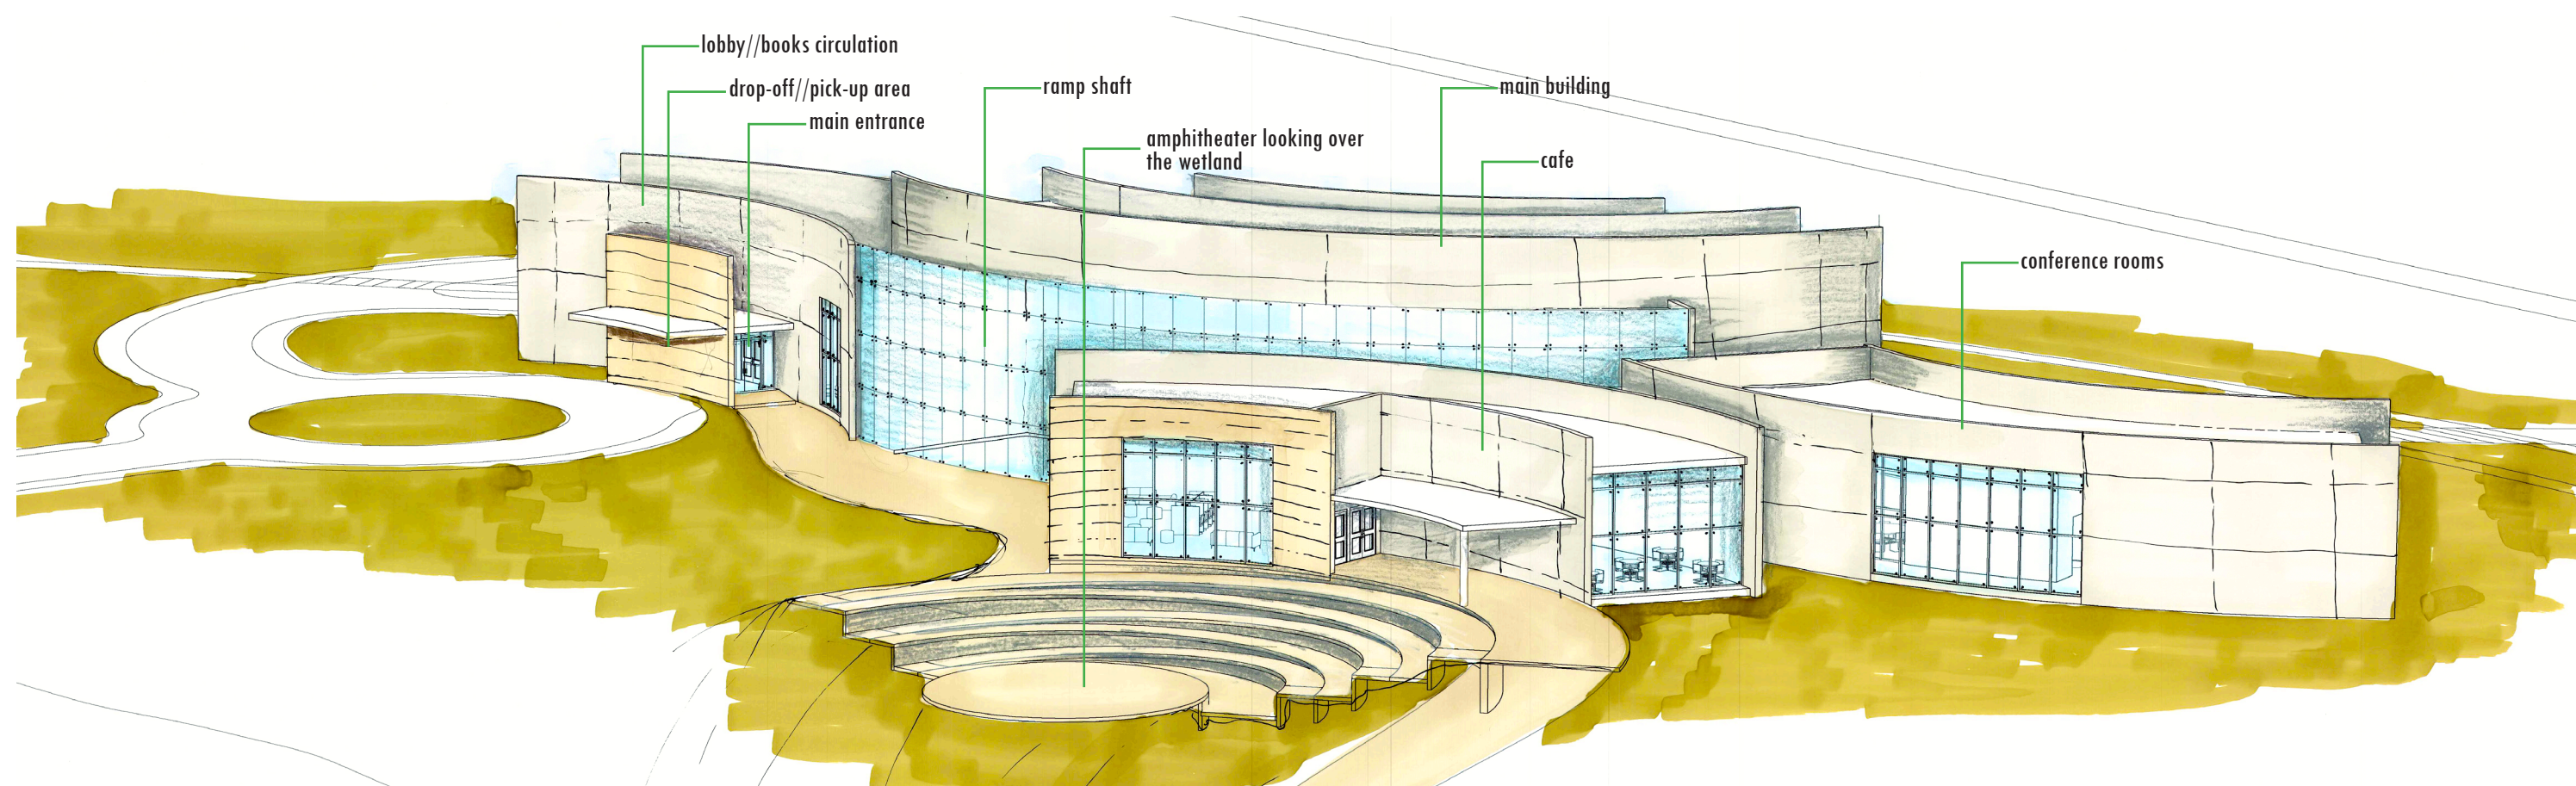 lobby//books circulation
drop-off//pick-up area
main entrance
ramp shaft
amphitheater looking over
the wetland
main building
cafe
conference rooms